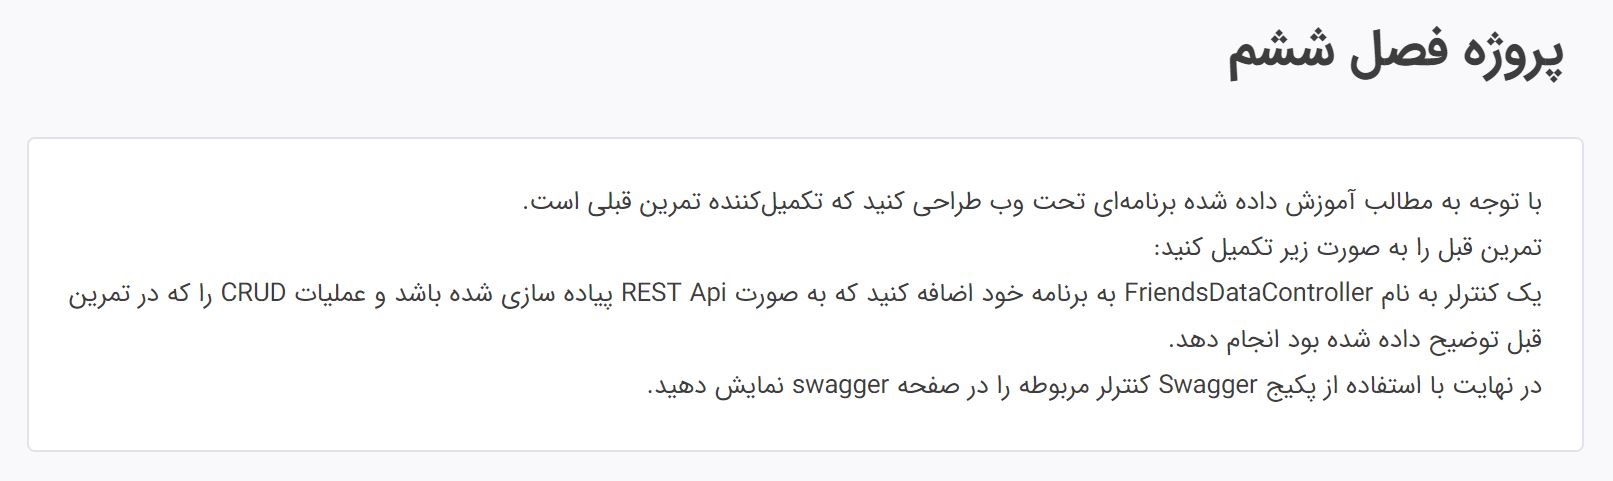 پروژه فصل ششم
با توجه به مطالب آموزش داده شده برنامه‌ای تحت وب طراحی کنید که تکمیل‌کننده تمرین قبلی است.
تمرین قبل را به صورت زیر تکمیل کنید:
یک کنترلر به نام FriendsDataController به برنامه خود اضافه کنید که به صورت REST Api پیاده سازی شده باشد و عملیات CRUD را که در تمرین
قبل توضیح داده شده بود انجام دهد.
در نهایت با استفاده از پکیج Swagger کنترلر مربوطه را در صفحه swagger نمایش دهید.